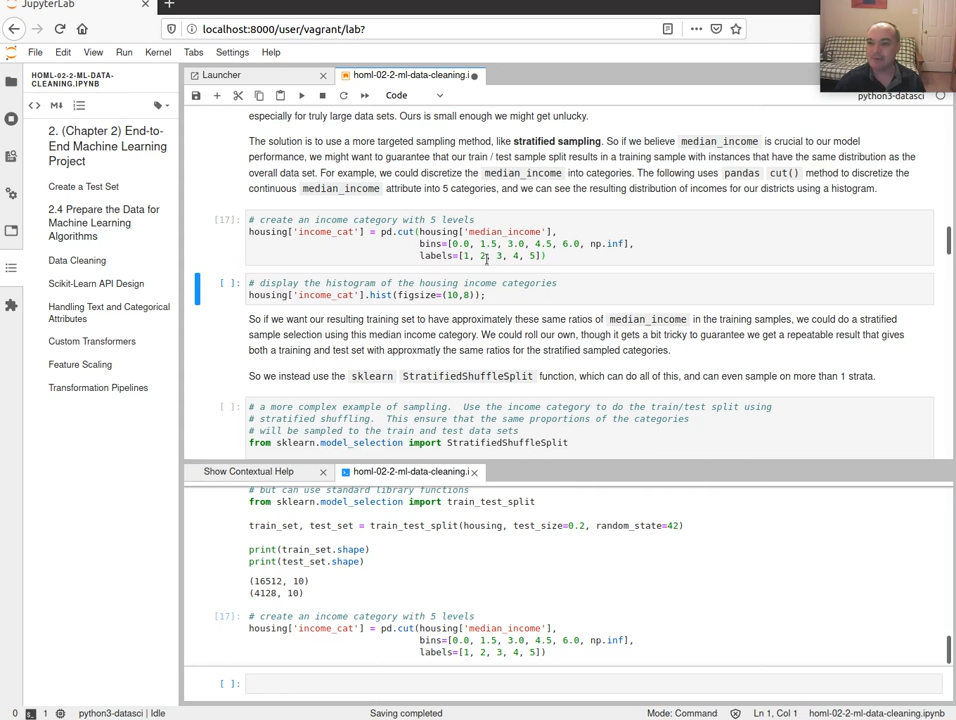 JupyterLab
localhost:8000/user/vagrant/lab?
File Edit View Run Kernel Tabs Settings Help
HOML-02-2-ML-DATA-
CLEANING.IPYNB
2. (Chapter 2) End-to-
End Machine Learning
Project
Create a Test Set
2.4 Prepare the Data for
Machine Learning
Algorithms
Data Cleaning
Scikit-Learn API Design
Handling Text and Categorical
Attributes
Custom Transformers
Feature Scaling
Transformation Pipelines
Launcher
homl-02-2-ml-data-cleaning.i
Code
python3-datasci
especially for truly large data sets. Ours is small enough we might get unlucky.
The solution is to use a more targeted sampling method, like stratified sampling. So if we believe median_income is crucial to our model
performance, we might want to guarantee that our train / test sample split results in a training sample with instances that have the same distribution as the
overall data set. For example, we could discretize the median_income into categories. The following uses pandas cut() method to discretize the
continuous median_income attribute into 5 categories, and we can see the resulting distribution of incomes for our districts using a histogram.
[17]: # create an income category with 5 levels
housing['income_cat'] = pd.cut(housing['median_income'],
bins=[0.0, 1.5, 3.0, 4.5, 6.0, np.inf],
labels=[1, 2, 3, 4, 5])
[ ]: # display the histogram of the housing income categories
housing['income_cat'].hist(figsize=(10,8));
So if we want our resulting training set to have approximately these same ratios of median_income in the training samples, we could do a stratified
sample selection using this median income category. We could roll our own, though it gets a bit tricky to guarantee we get a repeatable result that gives
both a training and test set with approxmatly the same ratios for the stratified sampled categories.
So we instead use the sklearn StratifiedShuffleSplit function, which can do all of this, and can even sample on more than 1 strata.
[ ]: # a more complex example of sampling. Use the income category to do the train/test split using
# stratified shuffling. This ensure that the same proportions of the categories
# will be sampled to the train and test data sets
from sklearn.model_selection import StratifiedShuffleSplit
Show Contextual Help
homl-02-2-ml-data-cleaning.i
# but can use standard library functions
from sklearn.model_selection import train_test_split
train_set, test_set = train_test_split(housing, test_size=0.2, random_state=42)
print(train_set.shape)
print(test_set.shape)
(16512, 10)
(4128, 10)
[17]: # create an income category with 5 levels
housing['income_cat'] = pd.cut(housing['median_income'],
bins=[0.0, 1.5, 3.0, 4.5, 6.0, np.inf],
labels=[1, 2, 3, 4, 5])
[ ]:
0 1 python3-datasci | Idle Saving completed Mode: Command Ln 1, Col 1 homl-02-2-ml-data-cleaning.ipynb